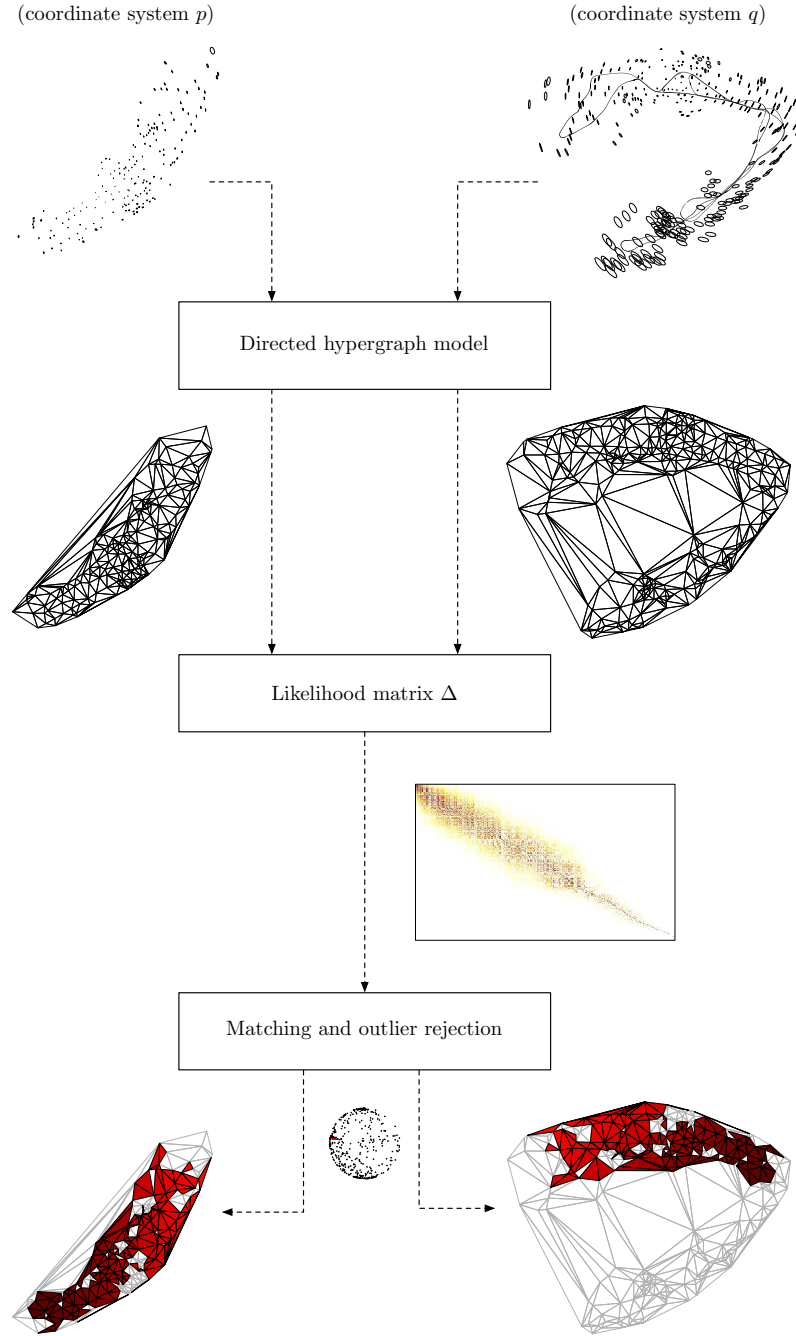 (coordinate system p)
(coordinate system q)
Directed hypergraph model
Likelihood matrix Δ
Matching and outlier rejection